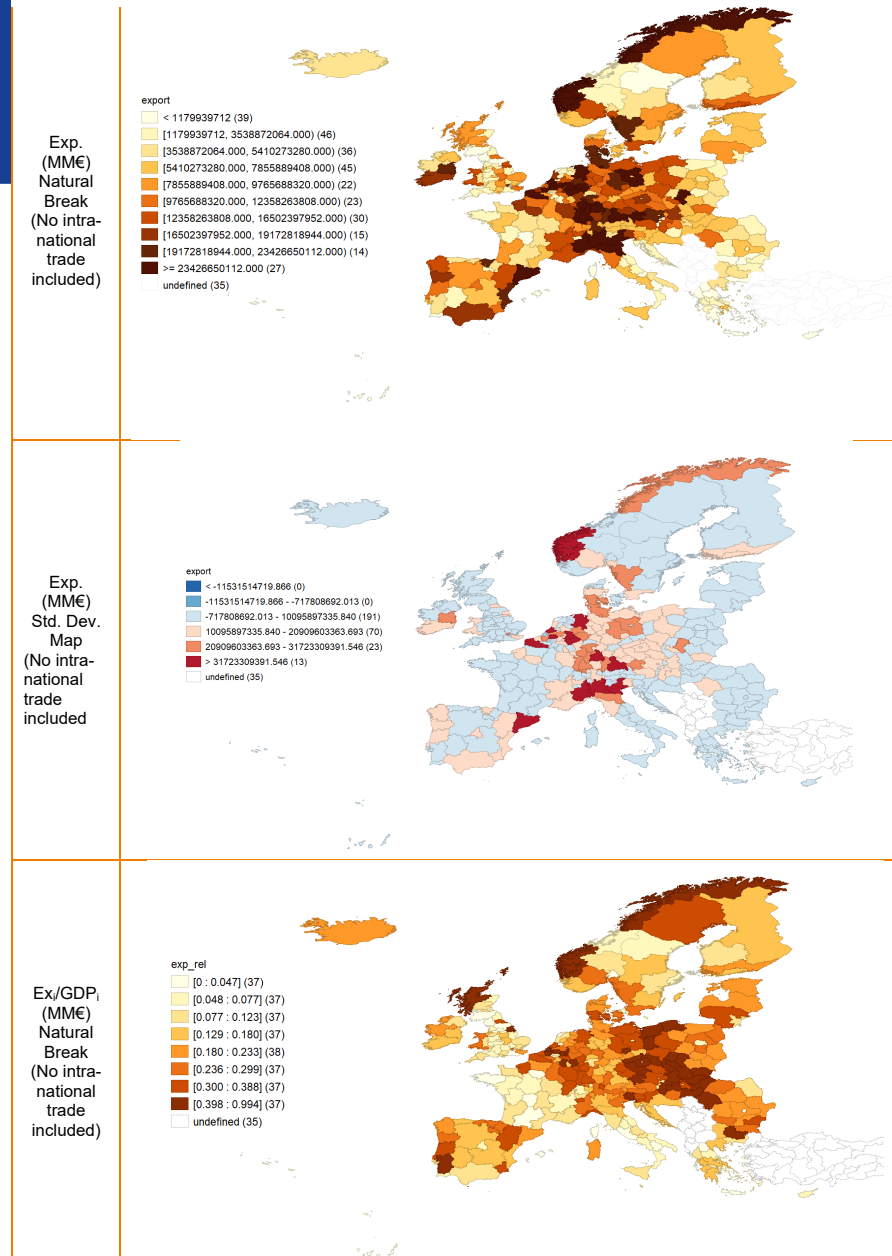 Exp.
(MM€)
Natural
Break
(No intra-
national
trade
included)
export
< 1179939712 (39)
[1179939712, 3538872064.000) (46)
[3538872064.000, 5410273280.000) (36)
[5410273280.000, 7855889408.000) (45)
[7855889408.000, 9765688320.000) (22)
[9765688320.000, 12358263808.000) (23)
[12358263808.000, 16502397952.000) (30)
[16502397952.000, 19172818944.000) (15)
[19172818944.000, 23426650112.000) (14)
>= 23426650112.000 (27)
undefined (35)
Exp.
(MM€)
Std. Dev.
Map
(No intra-
national
trade
included
export
< -11531514719.866 (0)
-11531514719.866 - -717808692.013 (0)
-717808692.013 - 10095897335.840 (191)
10095897335.840 - 20909603363.693 (70)
20909603363.693 - 31723309391.546 (23)
> 31723309391.546 (13)
undefined (35)
Exᵢ/GDPᵢ
(MM€)
Natural
Break
(No intra-
national
trade
included)
exp_rel
[0 : 0.047] (37)
[0.048 : 0.077] (37)
[0.077 : 0.123] (37)
[0.129 : 0.180] (37)
[0.180 : 0.233] (38)
[0.236 : 0.299] (37)
[0.300 : 0.388] (37)
[0.398 : 0.994] (37)
undefined (35)